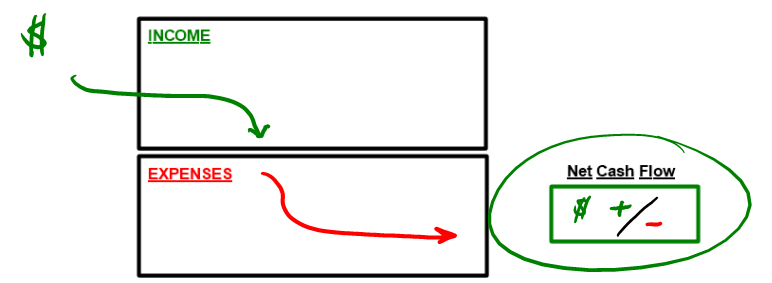 $
INCOME
EXPENSES
Net Cash Flow
$ +/-